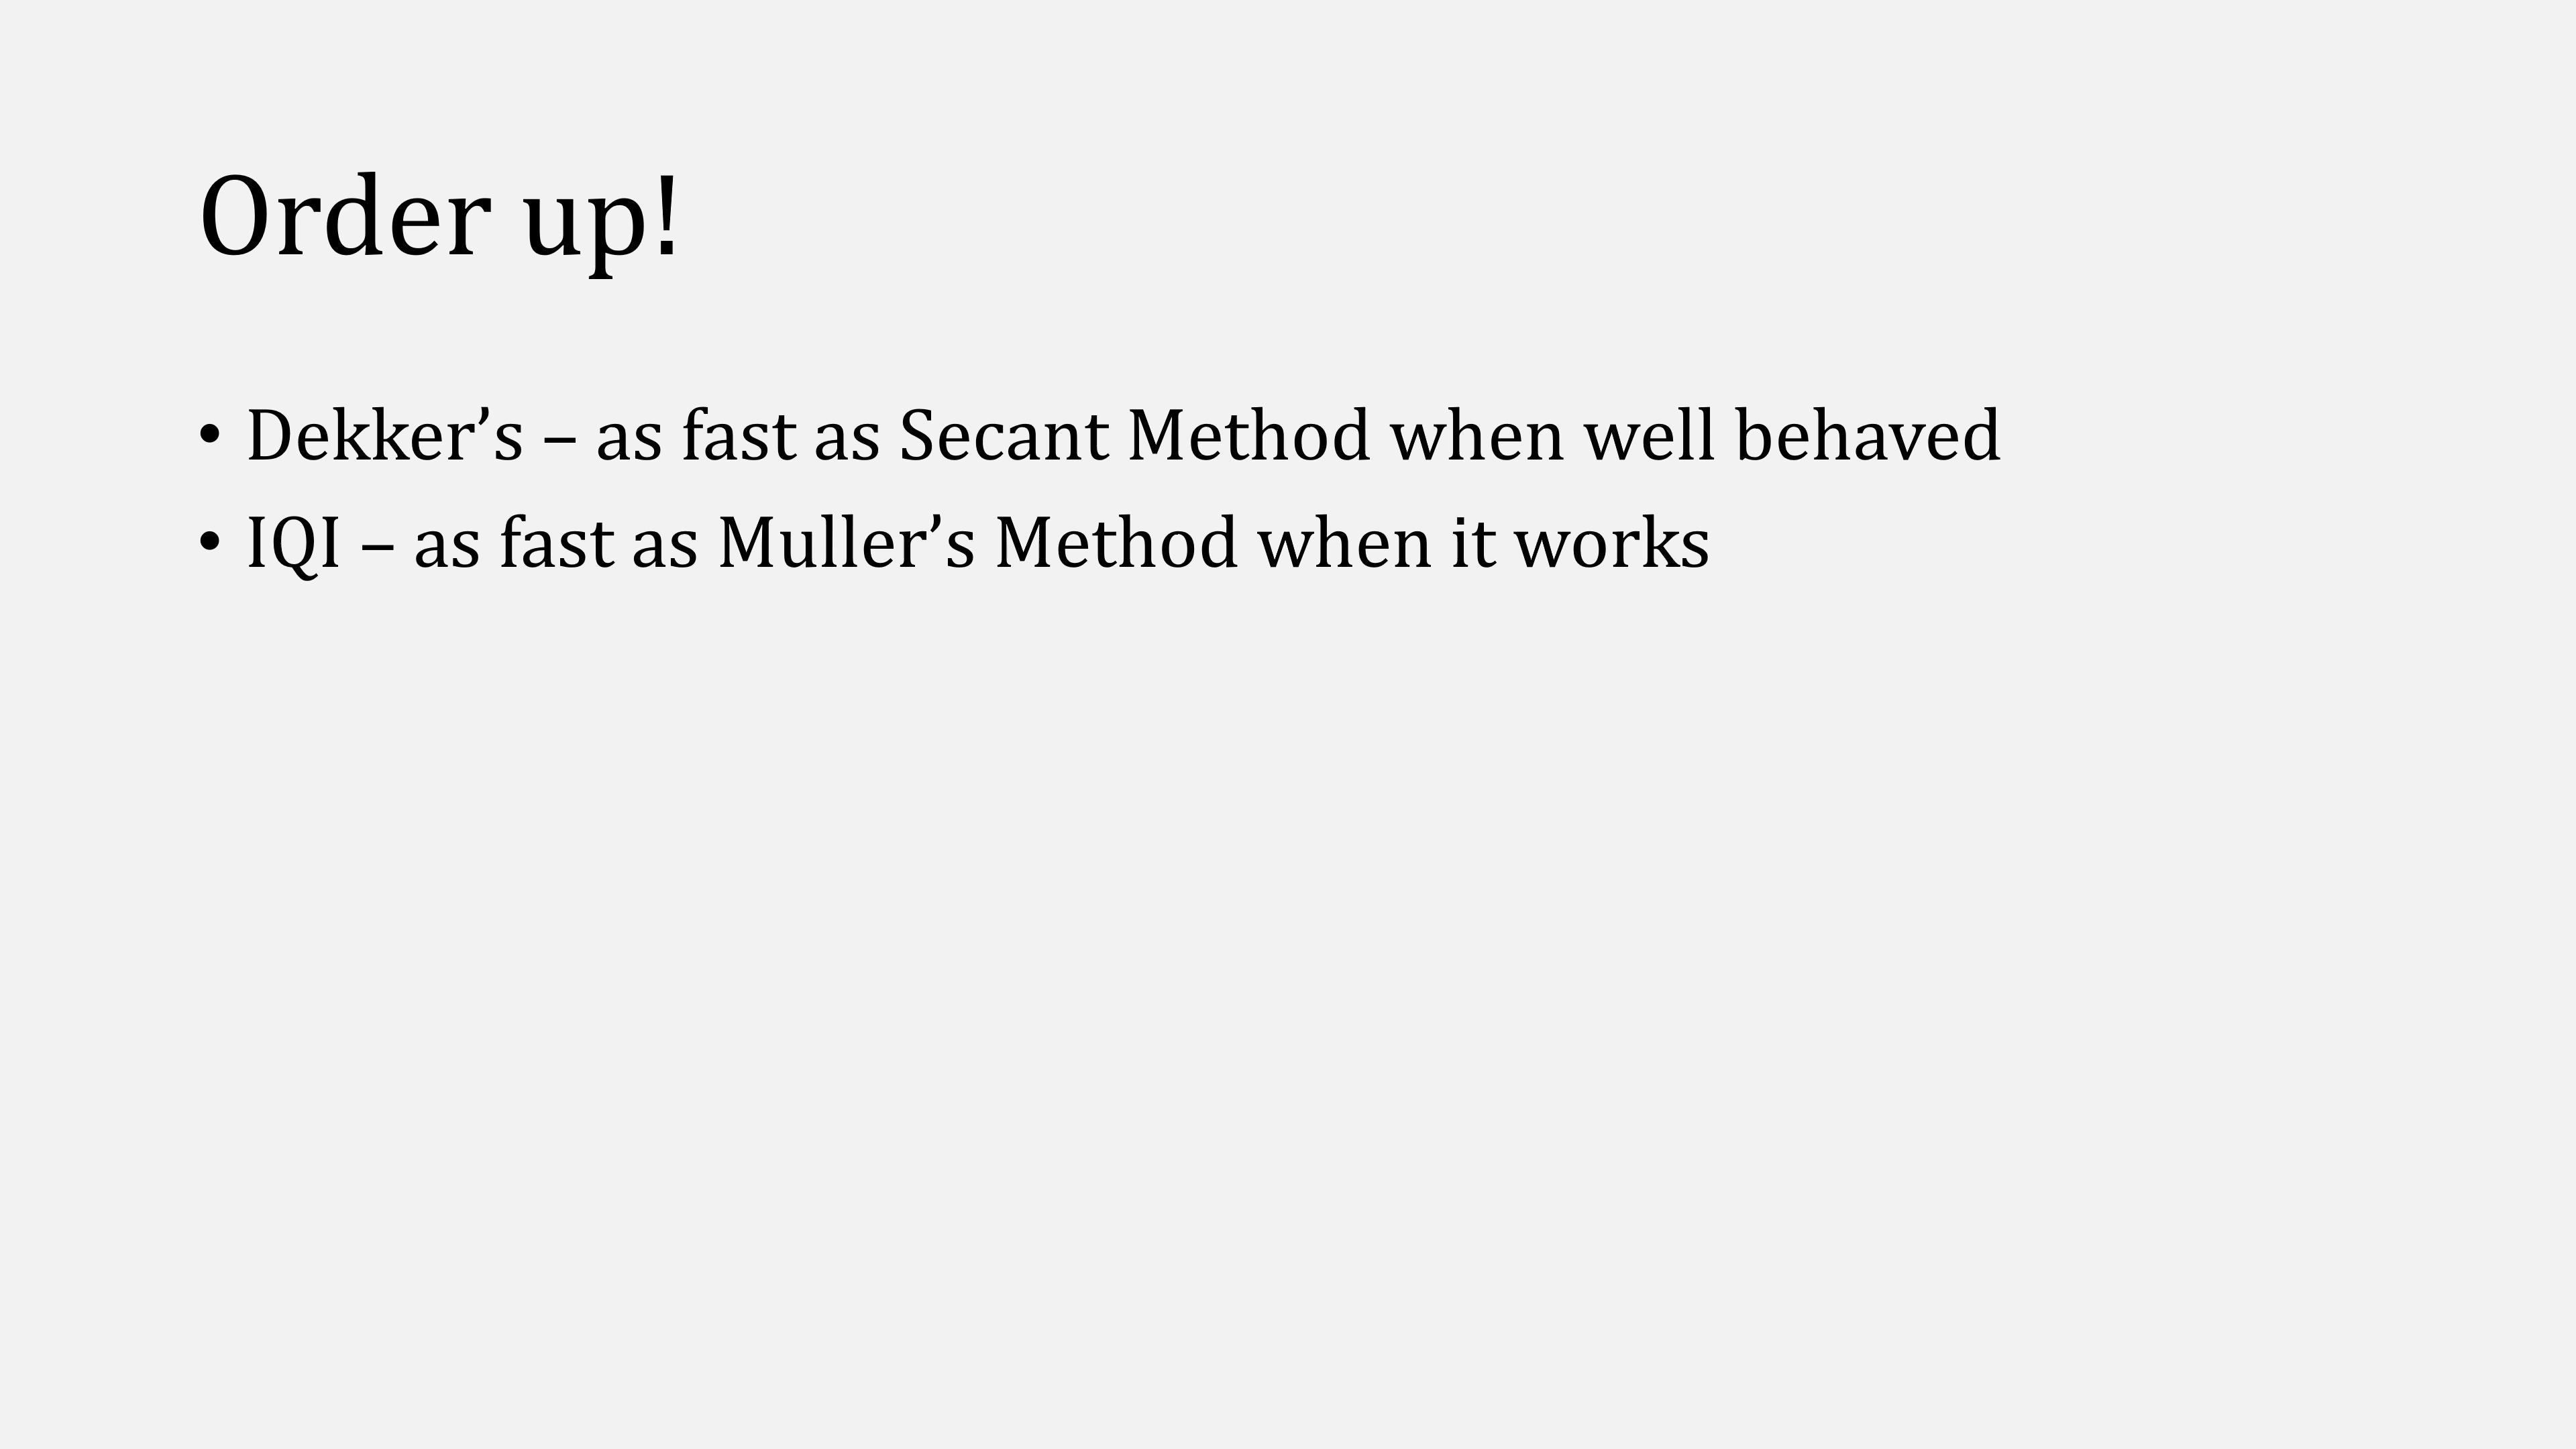 Order up!
• Dekker’s – as fast as Secant Method when well behaved
• IQI – as fast as Muller’s Method when it works